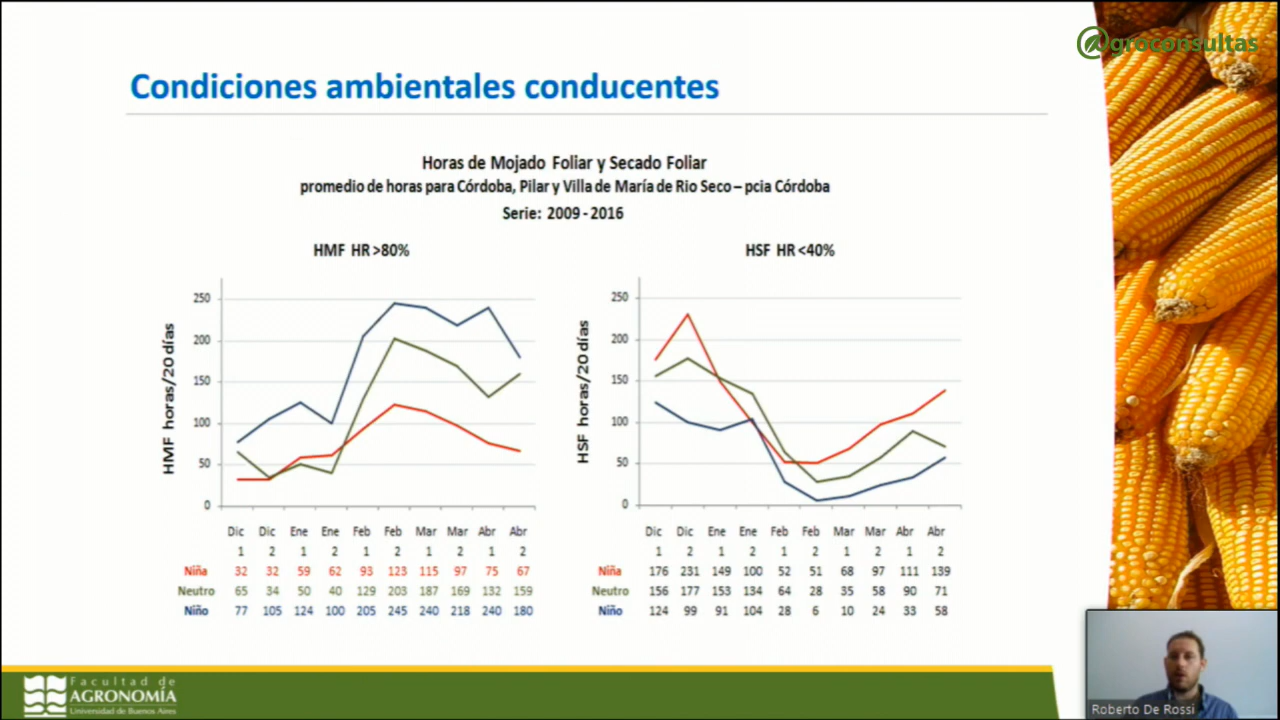 @groconsultas
Condiciones ambientales conducentes
Horas de Mojado Foliar y Secado Foliar
promedio de horas para Córdoba, Pilar y Villa de María de Rio Seco – pcia Córdoba
Serie: 2009 - 2016
HMF HR >80%
HMF horas/20 días
250
200
150
100
50
0
Dic Dic Ene Ene Feb Feb Mar Mar Abr Abr
1 2 1 2 1 2 1 2 1 2
Niña 32 32 59 62 93 123 115 97 75 67
Neutro 65 34 50 40 129 203 187 169 132 159
Niño 77 105 124 100 205 245 240 218 240 180
HSF HR <40%
HSF horas/20 días
250
200
150
100
50
0
Dic Dic Ene Ene Feb Feb Mar Mar Abr Abr
1 2 1 2 1 2 1 2 1 2
Niña 176 231 149 100 52 51 68 97 111 139
Neutro 156 177 153 134 64 28 35 58 90 71
Niño 124 99 91 104 28 6 10 24 33 58
Facultad de
AGRONOMÍA
Universidad de Buenos Aires
Roberto De Rossi